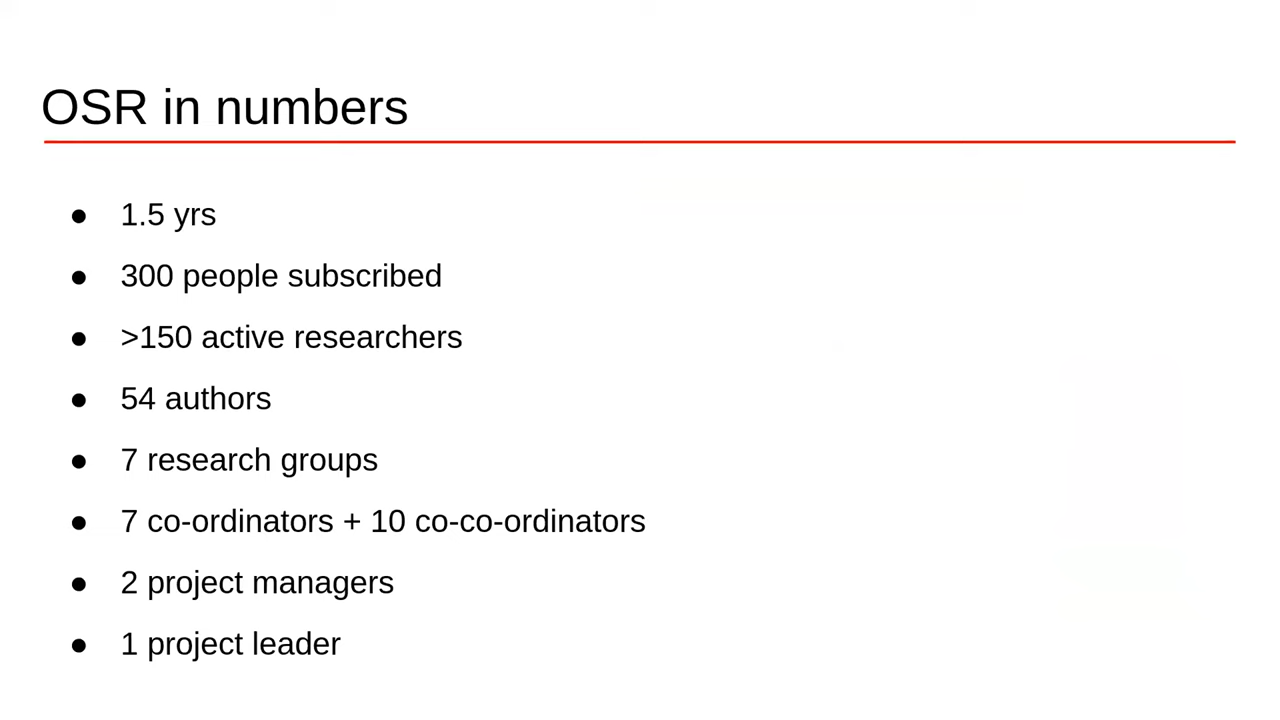 OSR in numbers
● 1.5 yrs
● 300 people subscribed
● >150 active researchers
● 54 authors
● 7 research groups
● 7 co-ordinators + 10 co-co-ordinators
● 2 project managers
● 1 project leader